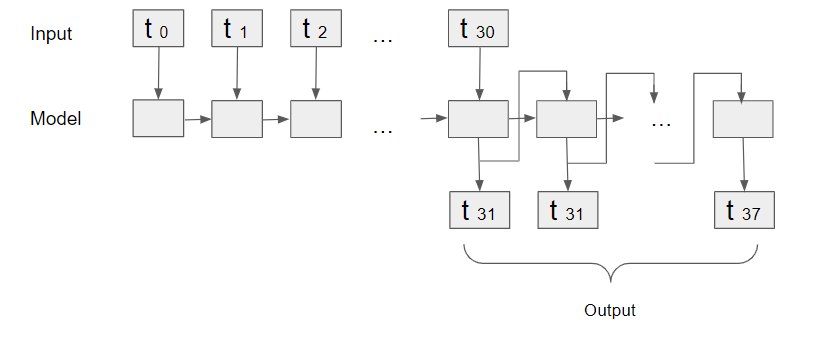 Input
t 0
t 1
t 2
...
t 30
Model
...
...
t 31
t 31
t 37
Output